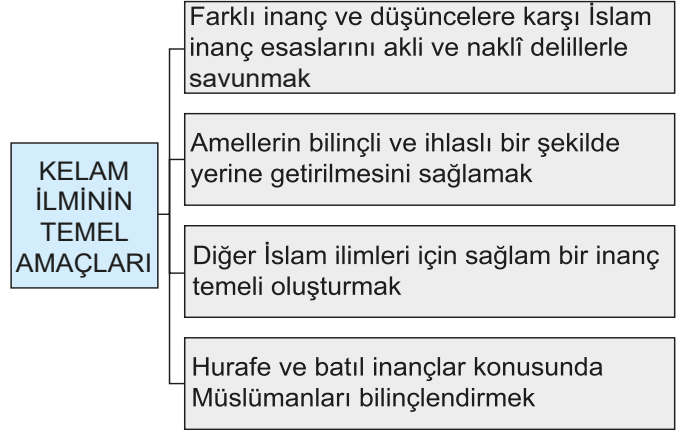 KELAM
İLMİNİN
TEMEL
AMAÇLARI
Farklı inanç ve düşüncelere karşı İslam
inanç esaslarını akli ve naklî delillerle
savunmak
Amellerin bilinçli ve ihlaslı bir şekilde
yerine getirilmesini sağlamak
Diğer İslam ilimleri için sağlam bir inanç
temeli oluşturmak
Hurafe ve batıl inançlar konusunda
Müslümanları bilinçlendirmek